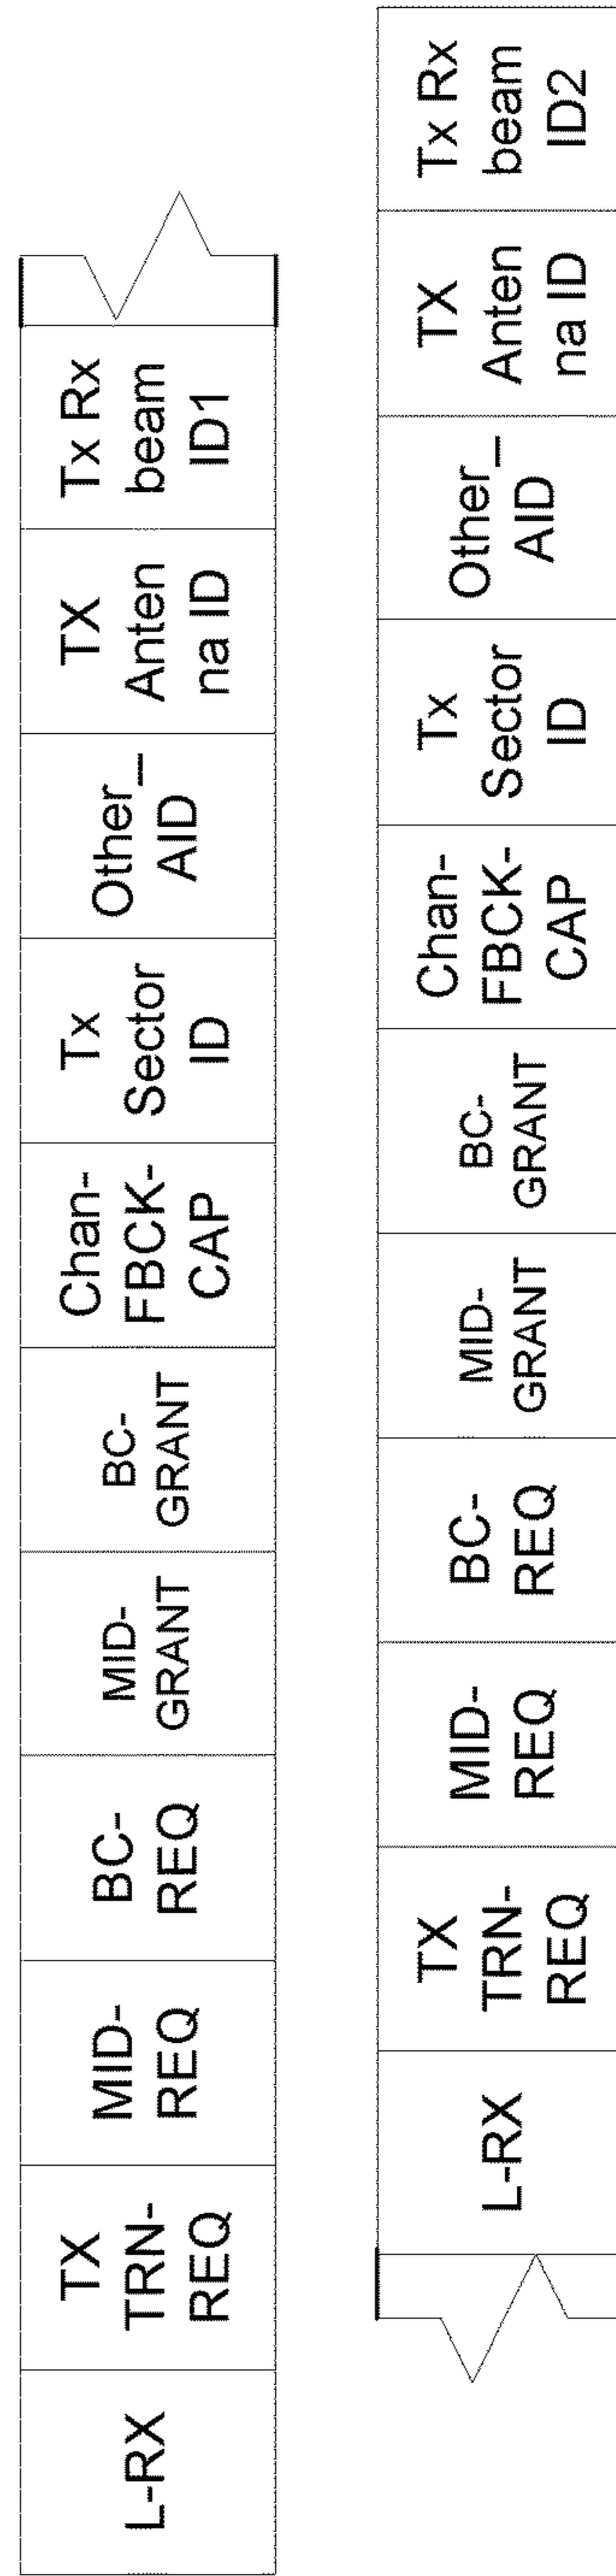 L-RX
TX
TRN-
REQ
MID-
REQ
BC-
REQ
MID-
GRANT
BC-
GRANT
Chan-
FBCK-
CAP
Tx
Sector
ID
Other_
AID
TX
Anten
na ID
Tx Rx
beam
ID1
L-RX
TX
TRN-
REQ
MID-
REQ
BC-
REQ
MID-
GRANT
BC-
GRANT
Chan-
FBCK-
CAP
Tx
Sector
ID
Other_
AID
TX
Anten
na ID
Tx Rx
beam
ID2